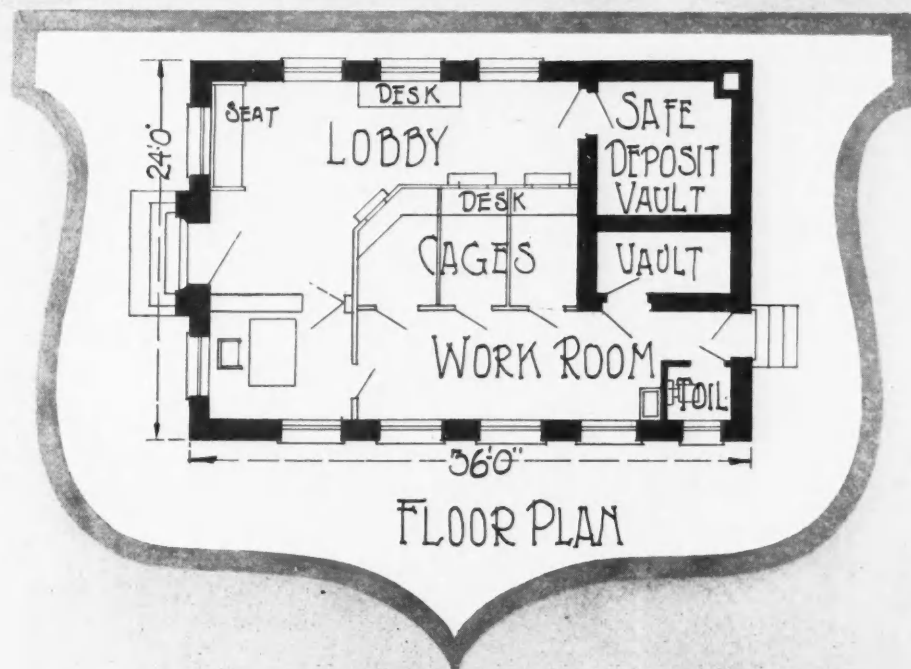 24'0"
SEAT
DESK
LOBBY
SAFE
DEPOSIT
VAULT
DESK
CAGES
VAULT
WORK ROOM
TOIL
36'0"
FLOOR PLAN